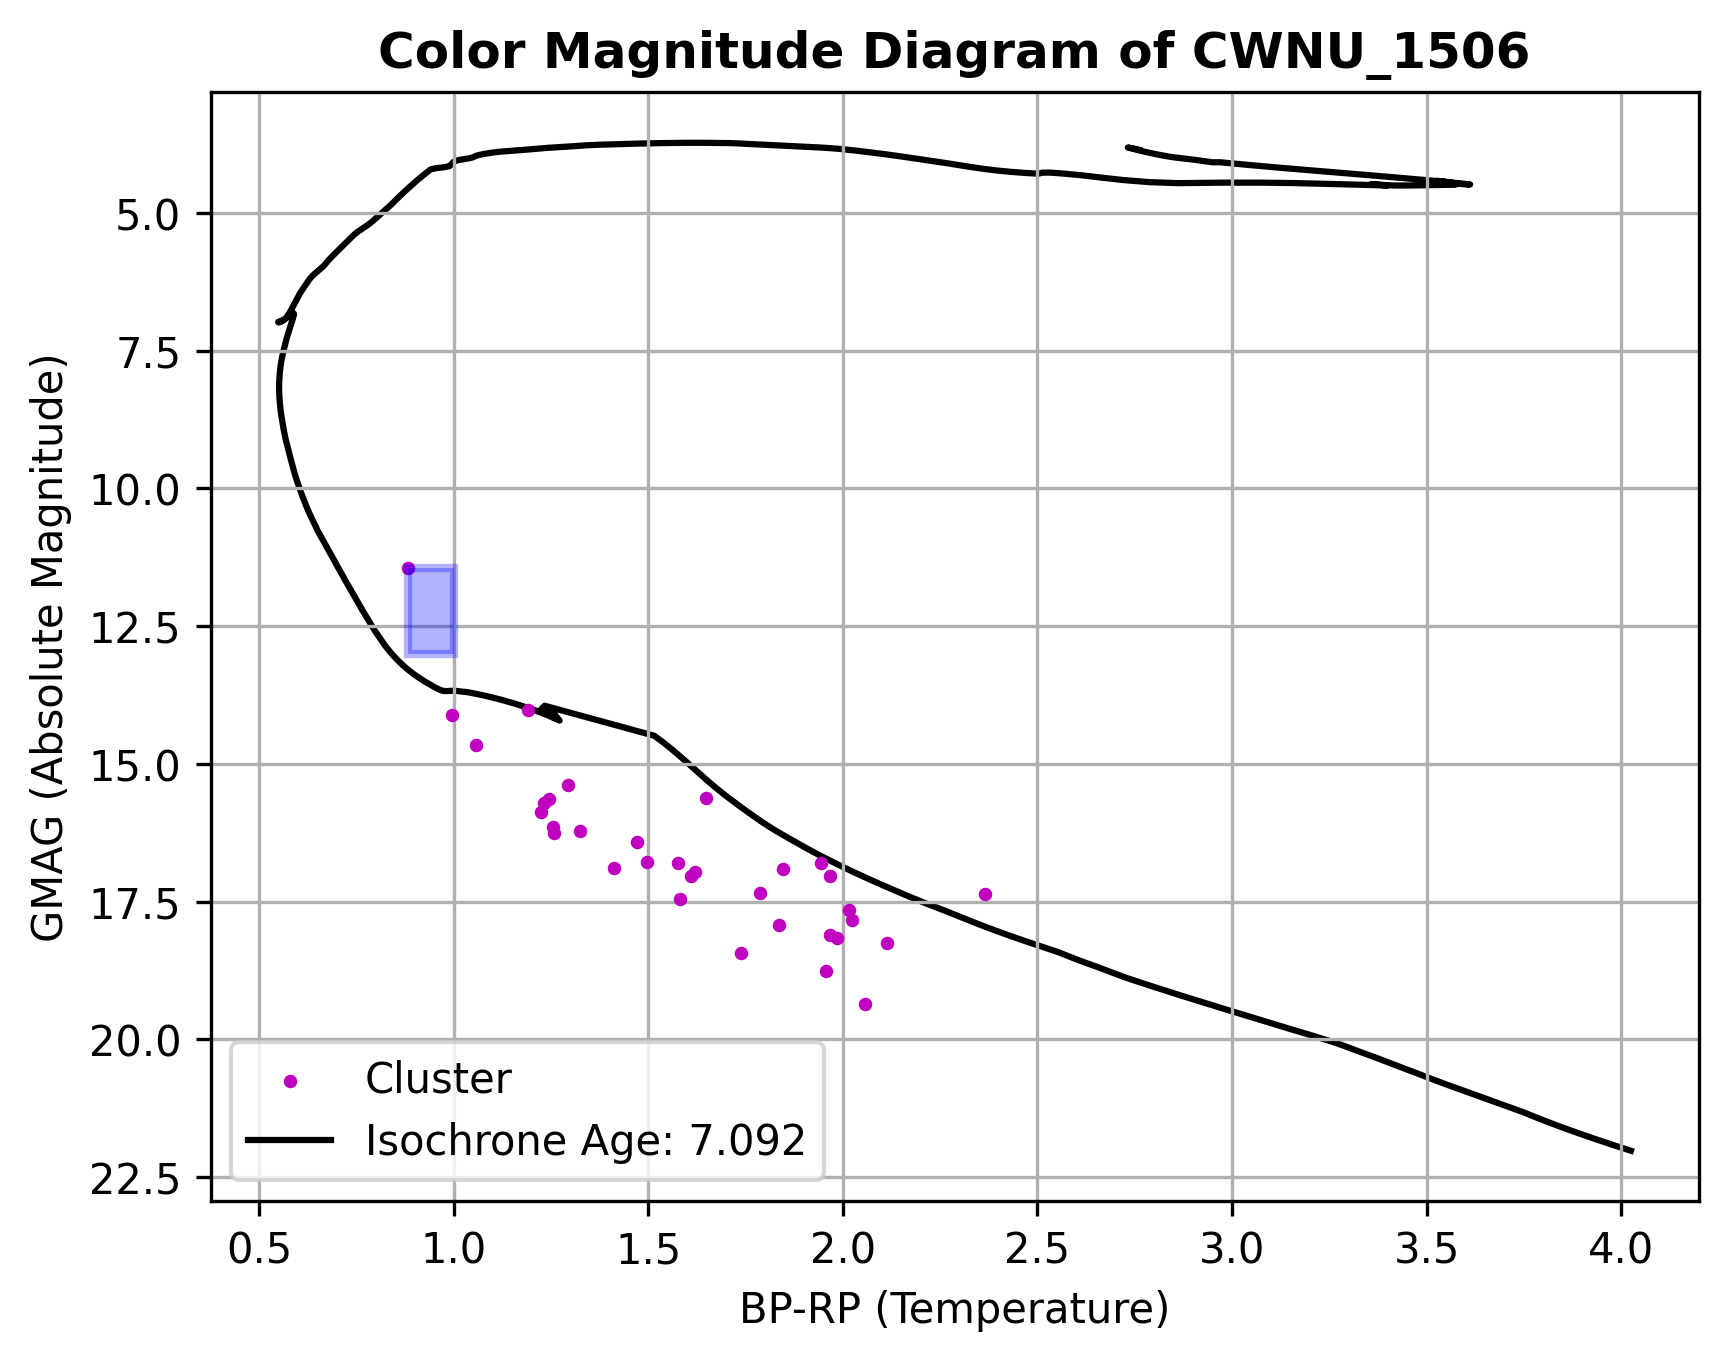 Color Magnitude Diagram of CWNU_1506
GMAG (Absolute Magnitude)
5.0
7.5
10.0
12.5
15.0
17.5
20.0
22.5
Cluster
Isochrone Age: 7.092
0.5 1.0 1.5 2.0 2.5 3.0 3.5 4.0
BP-RP (Temperature)